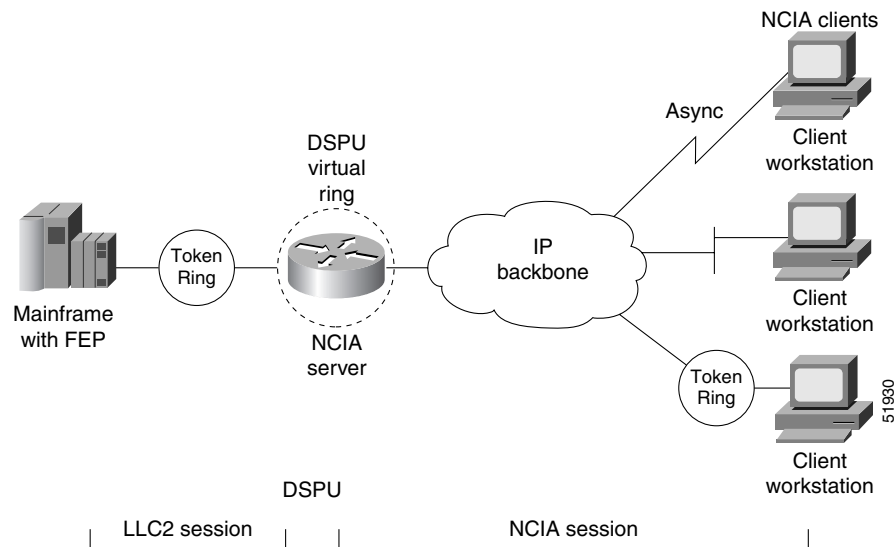 NCIA clients
Async
Client
workstation
DSPU
virtual
ring
Token
Ring
IP
backbone
Client
workstation
Mainframe
with FEP
NCIA
server
Token
Ring
51930
Client
workstation
DSPU
LLC2 session
NCIA session